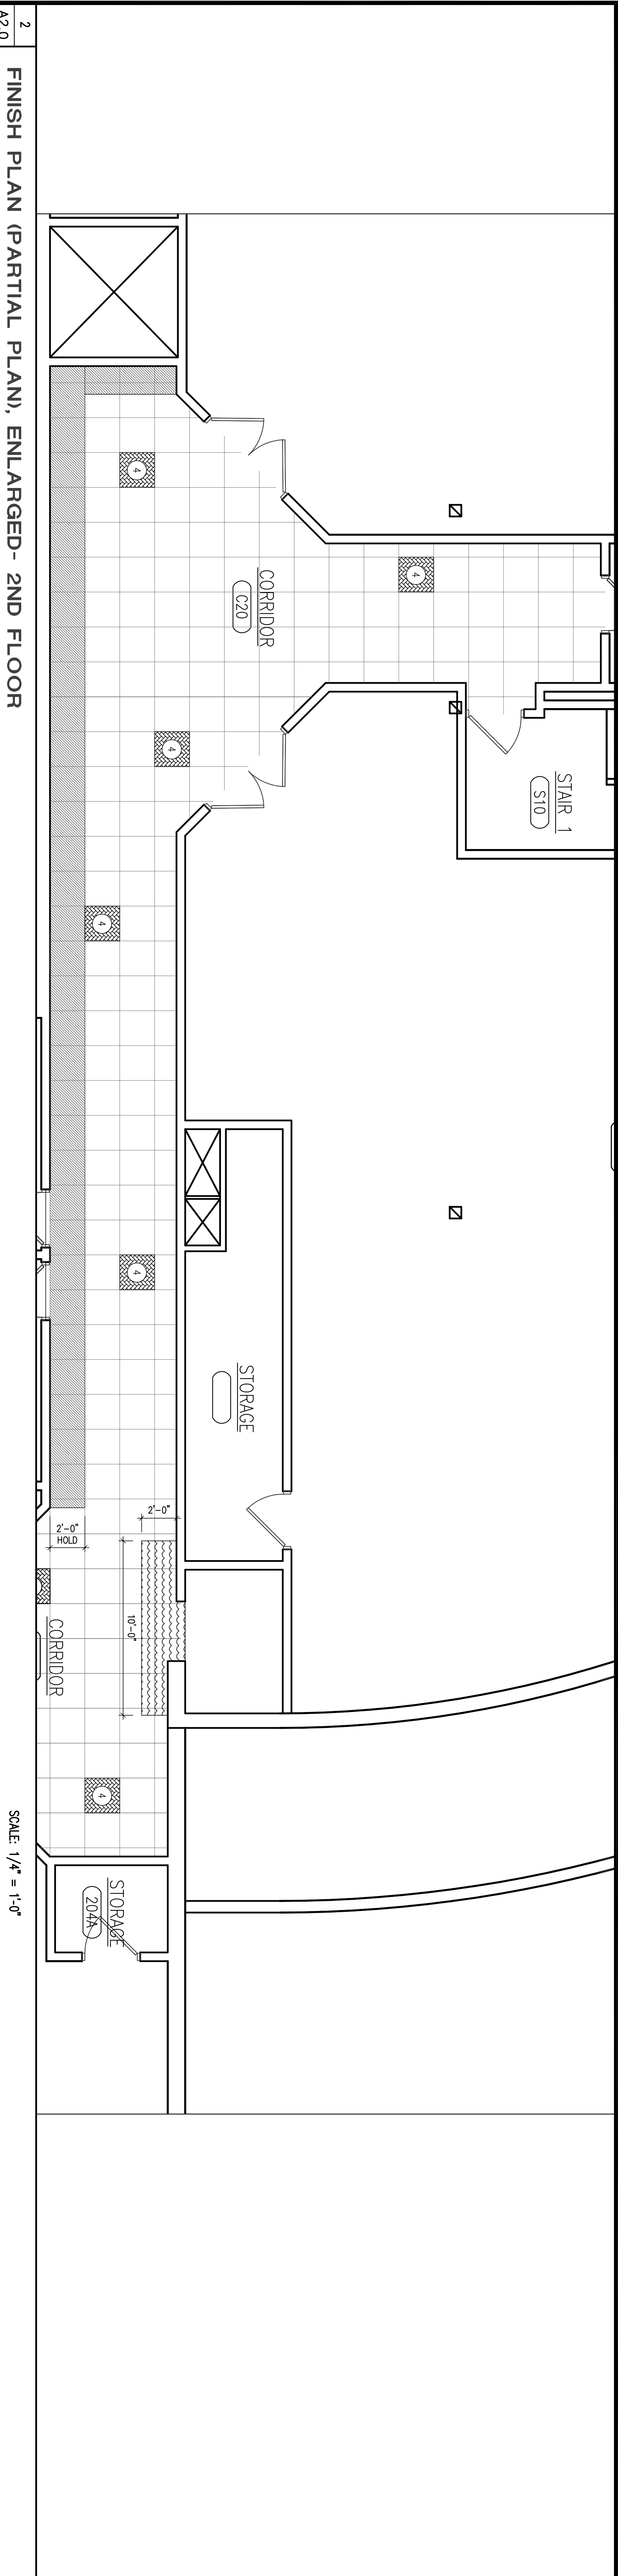 STAIR 1
S10
4
CORRIDOR
C20
4
4
4
4
STORAGE
2'-0"
10'-0"
2'-0"
HOLD
CORRIDOR
4
STORAGE
204A
2
A2.0
FINISH PLAN (PARTIAL PLAN), ENLARGED- 2ND FLOOR
SCALE: 1/4" = 1'-0"